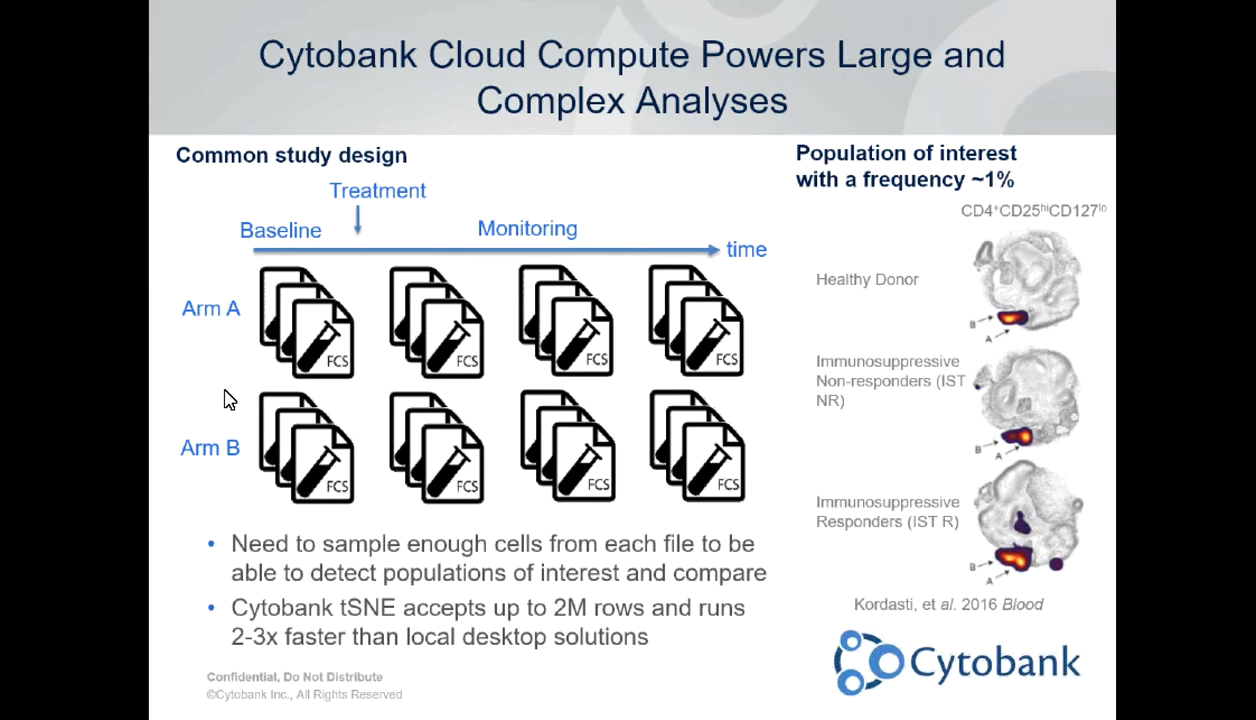 Cytobank Cloud Compute Powers Large and
Complex Analyses
Common study design
Treatment
Baseline
Monitoring
time
Arm A
FCS
FCS
FCS
FCS
Arm B
FCS
FCS
FCS
FCS
• Need to sample enough cells from each file to be
able to detect populations of interest and compare
• Cytobank tSNE accepts up to 2M rows and runs
2-3x faster than local desktop solutions
Confidential, Do Not Distribute
©Cytobank Inc., All Rights Reserved
Population of interest
with a frequency ~1%
CD4⁺CD25ʰⁱCD127ˡᵒ
Healthy Donor
B
A
Immunosuppressive
Non-responders (IST
NR)
B
A
Immunosuppressive
Responders (IST R)
B
A
Kordasti, et al. 2016 Blood
Cytobank